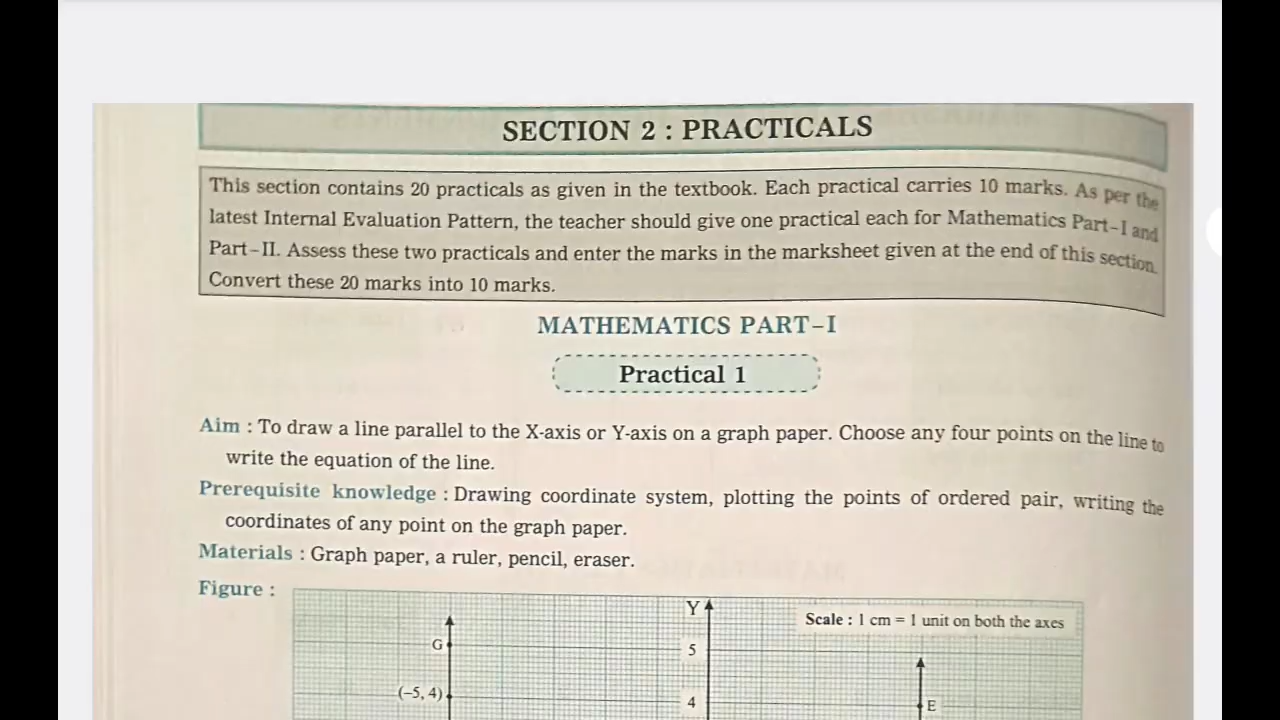 SECTION 2 : PRACTICALS
This section contains 20 practicals as given in the textbook. Each practical carries 10 marks. As per the
latest Internal Evaluation Pattern, the teacher should give one practical each for Mathematics Part-I and
Part-II. Assess these two practicals and enter the marks in the marksheet given at the end of this section.
Convert these 20 marks into 10 marks.
MATHEMATICS PART-I
Practical 1
Aim : To draw a line parallel to the X-axis or Y-axis on a graph paper. Choose any four points on the line to
write the equation of the line.
Prerequisite knowledge : Drawing coordinate system, plotting the points of ordered pair, writing the
coordinates of any point on the graph paper.
Materials : Graph paper, a ruler, pencil, eraser.
Figure :
Y
Scale : 1 cm = 1 unit on both the axes
G
5
(-5, 4)
4
E